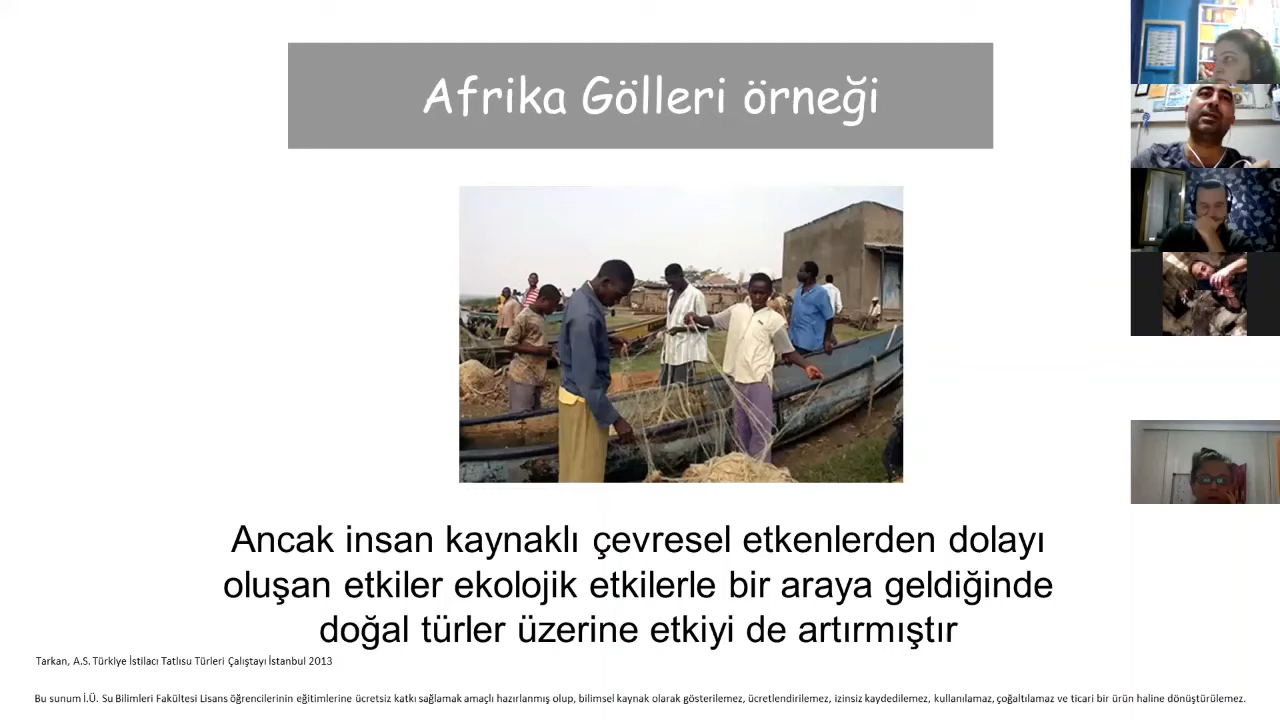 Afrika Gölleri örneği
Ancak insan kaynaklı çevresel etkenlerden dolayı
oluşan etkiler ekolojik etkilerle bir araya geldiğinde
doğal türler üzerine etkiyi de artırmıştır
Tarkan, A.S. Türkiye İstilacı Tatlısu Türleri Çalıştayı İstanbul 2013
Bu sunum İ.Ü. Su Bilimleri Fakültesi Lisans öğrencilerinin eğitimlerine ücretsiz katkı sağlamak amaçlı hazırlanmış olup, bilimsel kaynak olarak gösterilemez, ücretlendirilemez, izinsiz kaydedilemez, kullanılamaz, çoğaltılamaz ve ticari bir ürün haline dönüştürülemez.